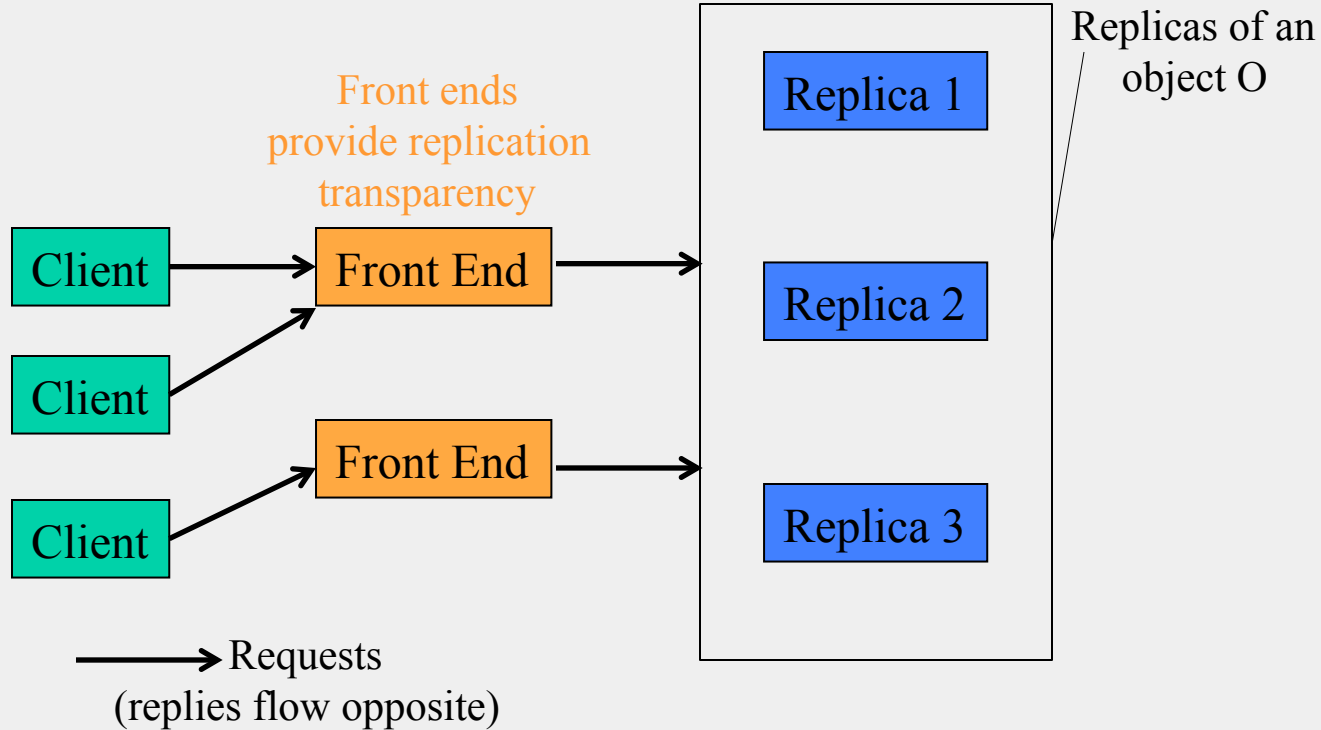 Replicas of an
object O
Front ends
provide replication
transparency
Replica 1
Client
Front End
Replica 2
Client
Front End
Client
Replica 3
Requests
(replies flow opposite)